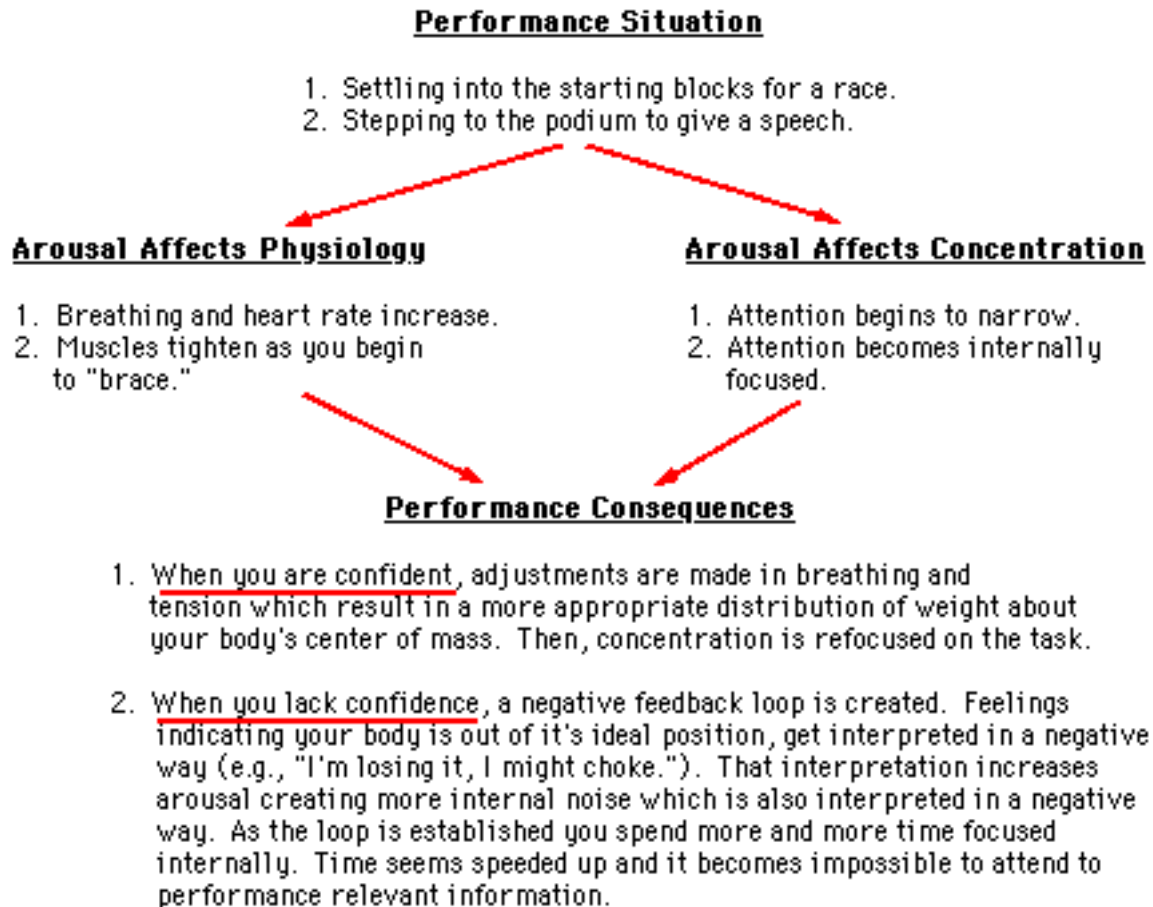 Performance Situation
1. Settling into the starting blocks for a race.
2. Stepping to the podium to give a speech.
Arousal Affects Physiology
1. Breathing and heart rate increase.
2. Muscles tighten as you begin
to "brace."
Arousal Affects Concentration
1. Attention begins to narrow.
2. Attention becomes internally
focused.
Performance Consequences
1. When you are confident, adjustments are made in breathing and
tension which result in a more appropriate distribution of weight about
your body's center of mass. Then, concentration is refocused on the task.
2. When you lack confidence, a negative feedback loop is created. Feelings
indicating your body is out of it's ideal position, get interpreted in a negative
way (e.g., "I'm losing it, I might choke."). That interpretation increases
arousal creating more internal noise which is also interpreted in a negative
way. As the loop is established you spend more and more time focused
internally. Time seems speeded up and it becomes impossible to attend to
performance relevant information.